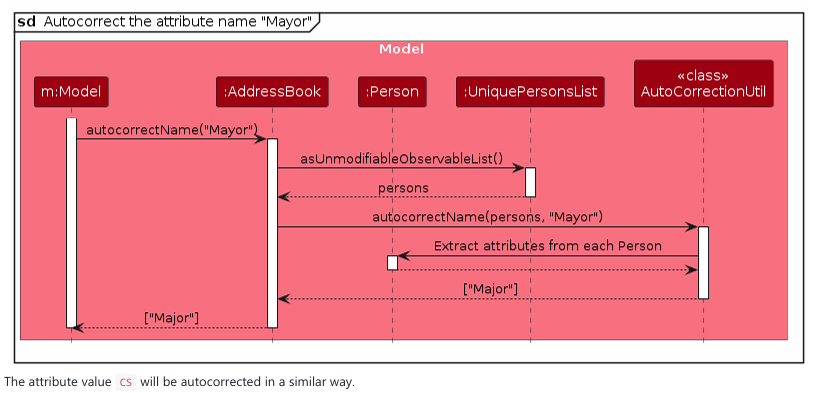 sd Autocorrect the attribute name "Mayor"
Model
m:Model
:AddressBook
:Person
:UniquePersonsList
«class»
AutoCorrectionUtil
autocorrectName("Mayor")
asUnmodifiableObservableList()
persons
autocorrectName(persons, "Mayor")
Extract attributes from each Person
["Major"]
["Major"]
The attribute value cs will be autocorrected in a similar way.